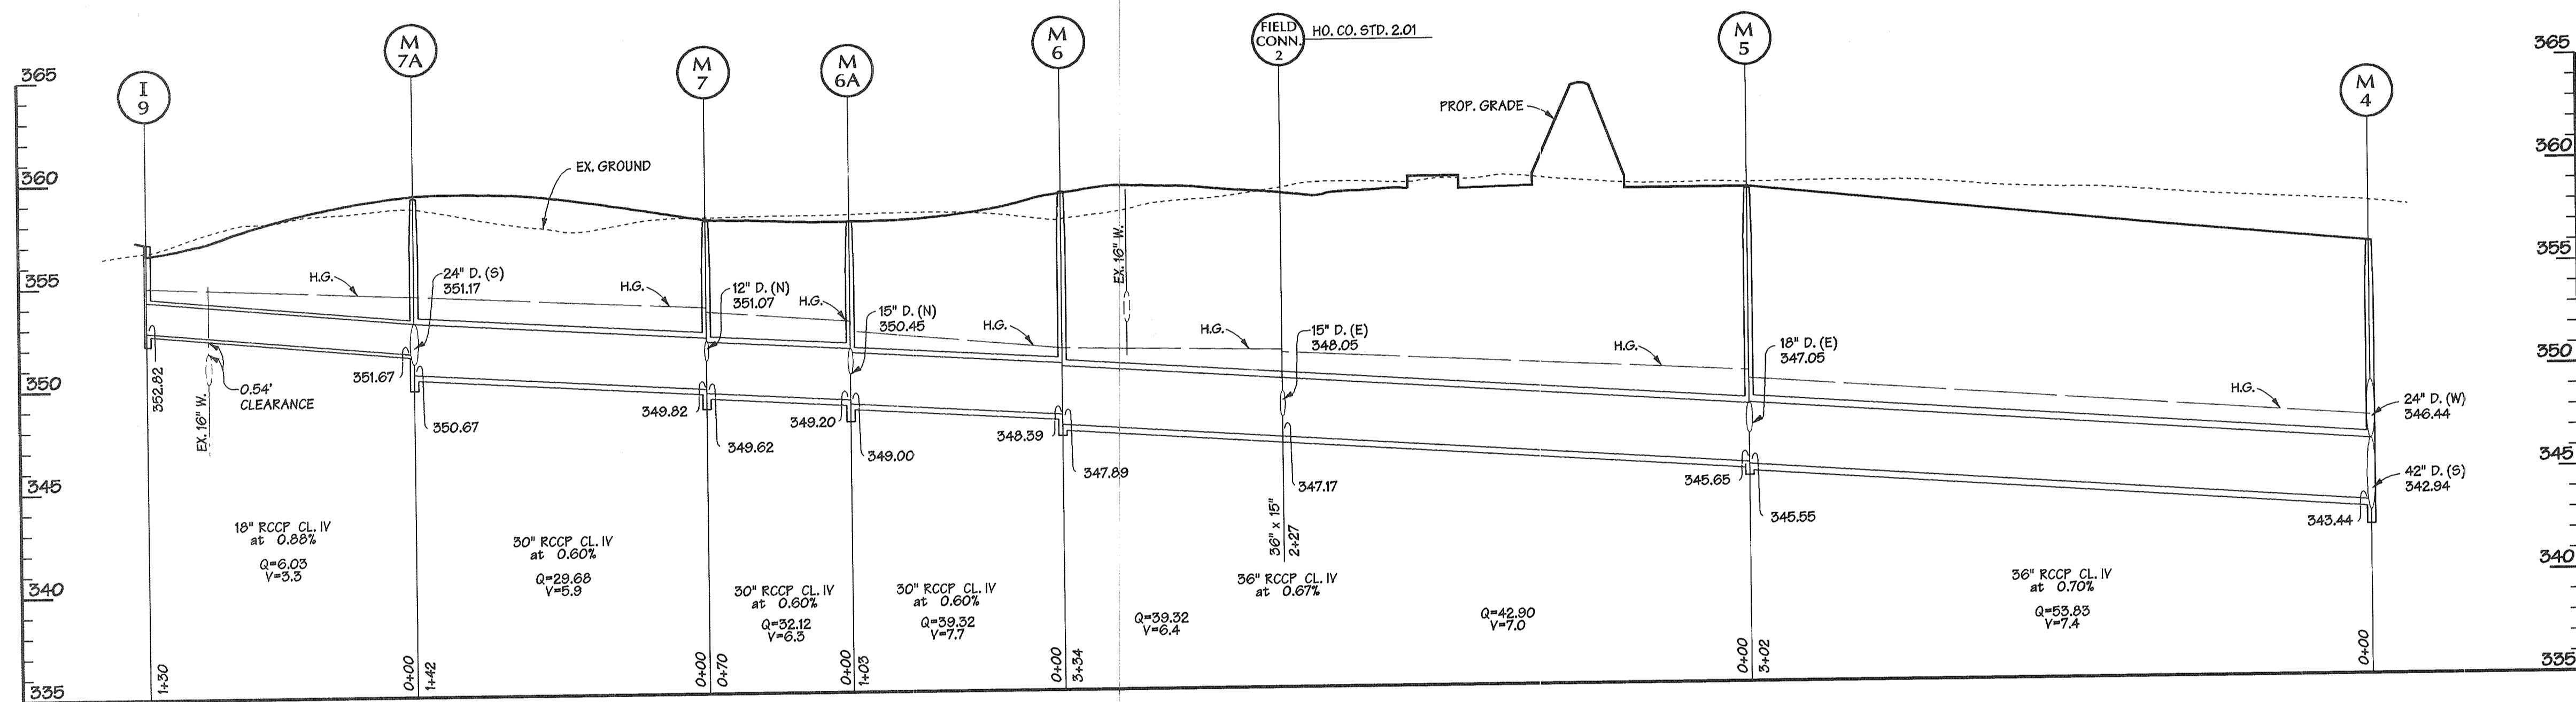 I
9
M
7A
M
7
M
6A
M
6
FIELD
CONN.
2
HO. CO. STD. 2.01
M
5
M
4
365
360
355
350
345
340
335
365
360
355
350
345
340
335
EX. GROUND
PROP. GRADE
H.G.
H.G.
H.G.
H.G.
H.G.
H.G.
H.G.
24" D. (S)
351.17
12" D. (N)
351.07
15" D. (N)
350.45
EX. 16" W.
15" D. (E)
348.05
18" D. (E)
347.05
24" D. (W)
346.44
42" D. (S)
342.94
352.82
EX. 16" W.
0.54'
CLEARANCE
351.67
350.67
349.82
349.62
349.20
349.00
348.39
347.89
347.17
345.65
345.55
343.44
18" RCCP CL. IV
at 0.88%
Q=6.03
V=3.3
30" RCCP CL. IV
at 0.60%
Q=29.68
V=5.9
30" RCCP CL. IV
at 0.60%
Q=32.12
V=6.3
30" RCCP CL. IV
at 0.60%
Q=39.32
V=7.7
36" x 15"
2+27
36" RCCP CL. IV
at 0.67%
Q=39.32
V=6.4
Q=42.90
V=7.0
36" RCCP CL. IV
at 0.70%
Q=53.83
V=7.4
1+30
0+00
1+42
0+00
0+70
0+00
1+03
0+00
3+34
0+00
3+02
0+00